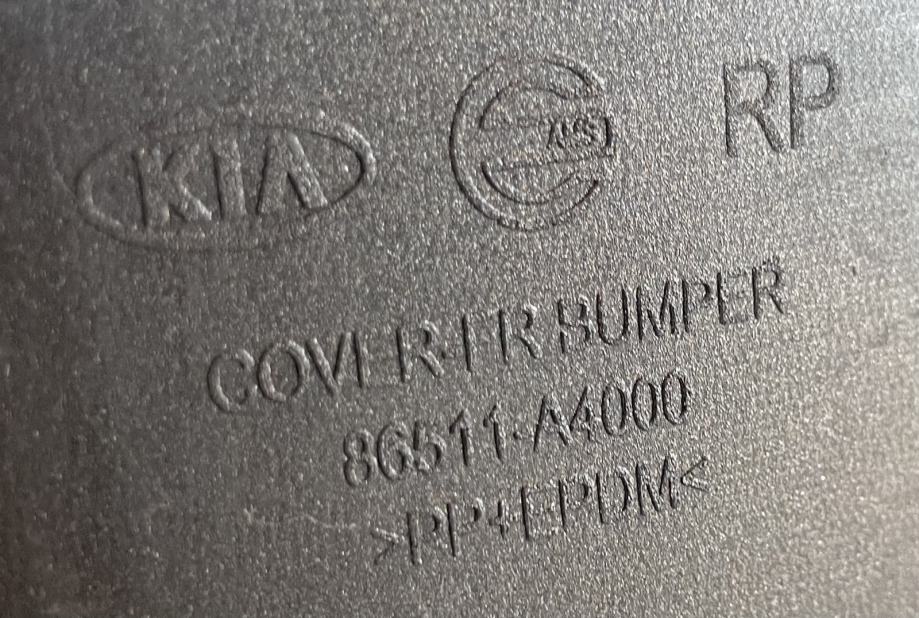 KIA RP
COVER-FR BUMPER
86511-A4000
>PP+EPDM<